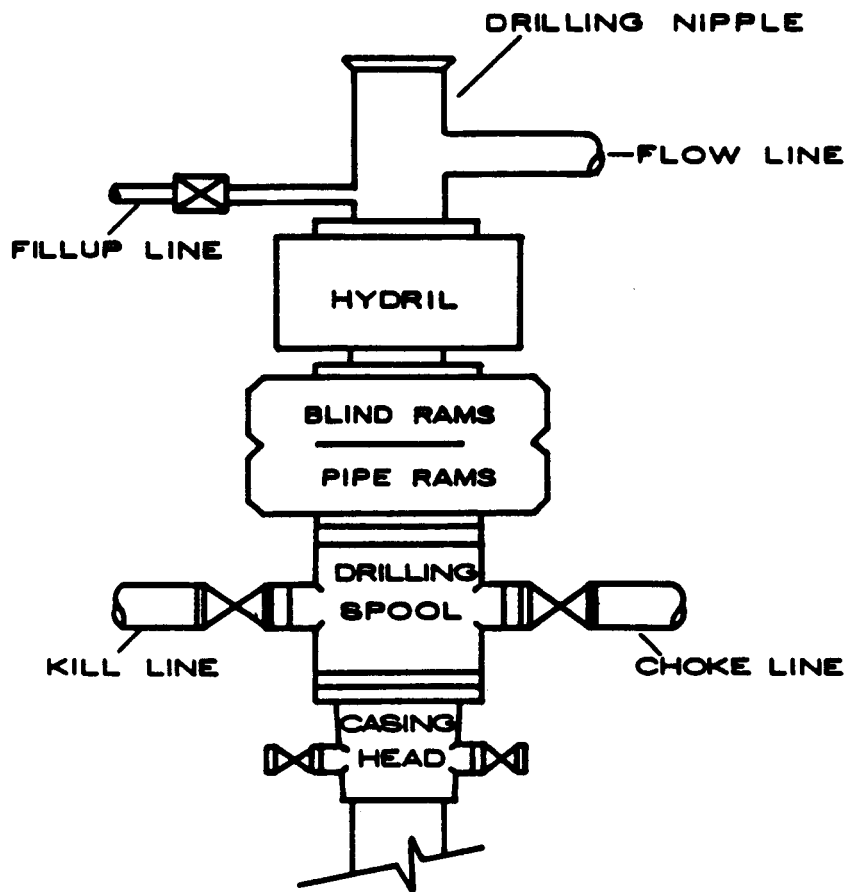 DRILLING NIPPLE
FLOW LINE
FILLUP LINE
HYDRIL
BLIND RAMS
PIPE RAMS
DRILLING
SPOOL
KILL LINE
CHOKE LINE
CASING
HEAD